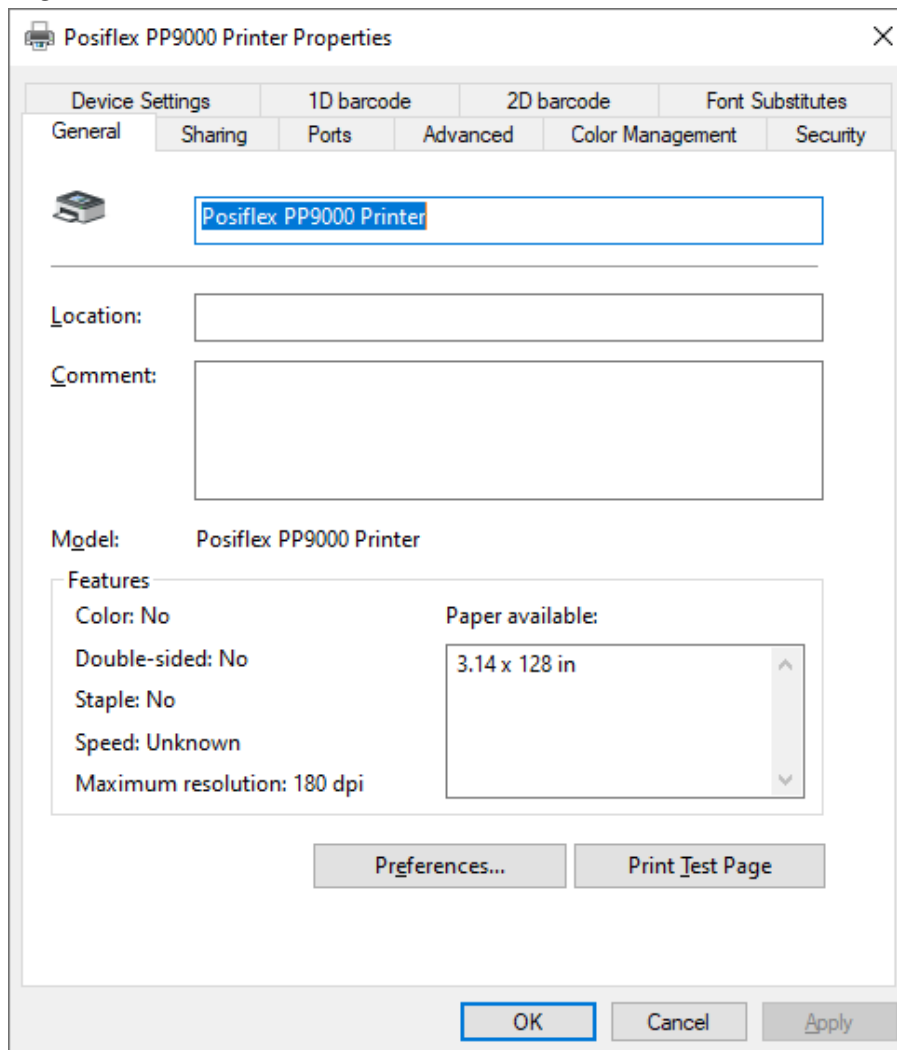 Posiflex PP9000 Printer Properties
Device Settings 1D barcode 2D barcode Font Substitutes
General Sharing Ports Advanced Color Management Security
Posiflex PP9000 Printer
Location:
Comment:
Model: Posiflex PP9000 Printer
Features
Color: No Paper available:
Double-sided: No 3.14 x 128 in
Staple: No
Speed: Unknown
Maximum resolution: 180 dpi
Preferences... Print Test Page
OK Cancel Apply